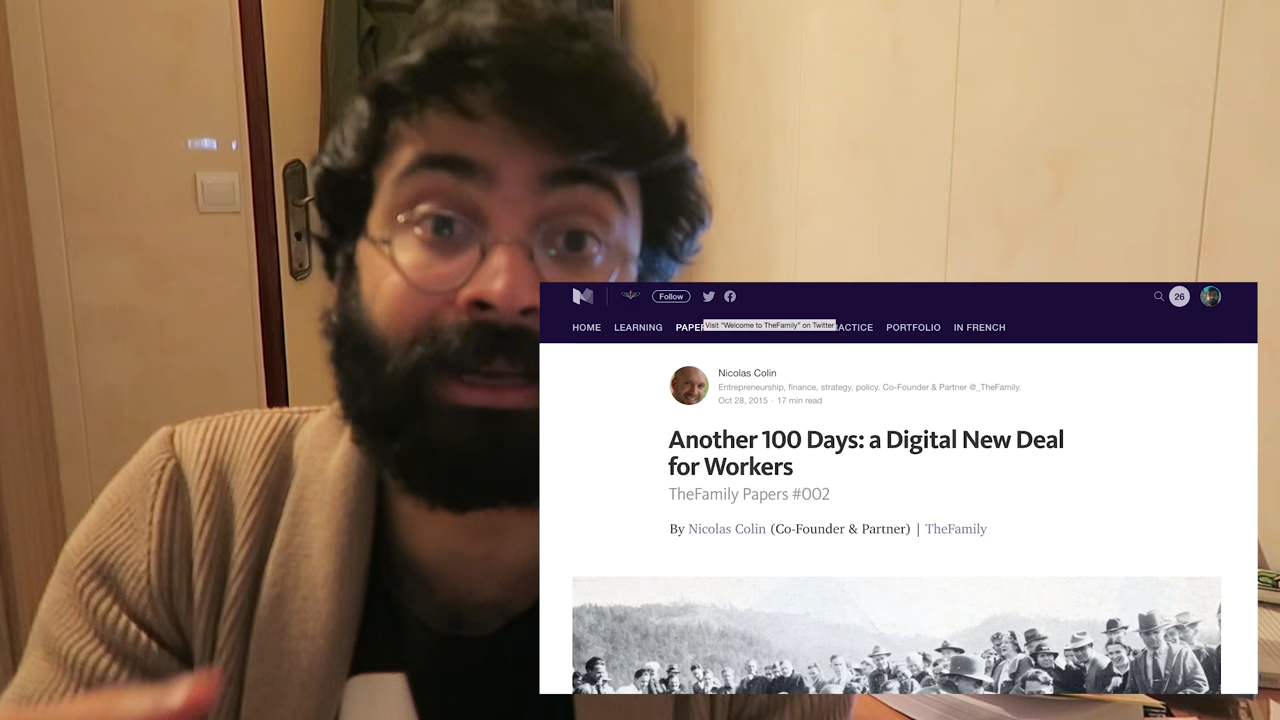 Follow
26
HOME LEARNING PAPER ACTICE PORTFOLIO IN FRENCH
Visit "Welcome to TheFamily" on Twitter
Nicolas Colin
Entrepreneurship, finance, strategy, policy. Co-Founder & Partner @_TheFamily.
Oct 28, 2015 · 17 min read
Another 100 Days: a Digital New Deal
for Workers
TheFamily Papers #002
By Nicolas Colin (Co-Founder & Partner) | TheFamily